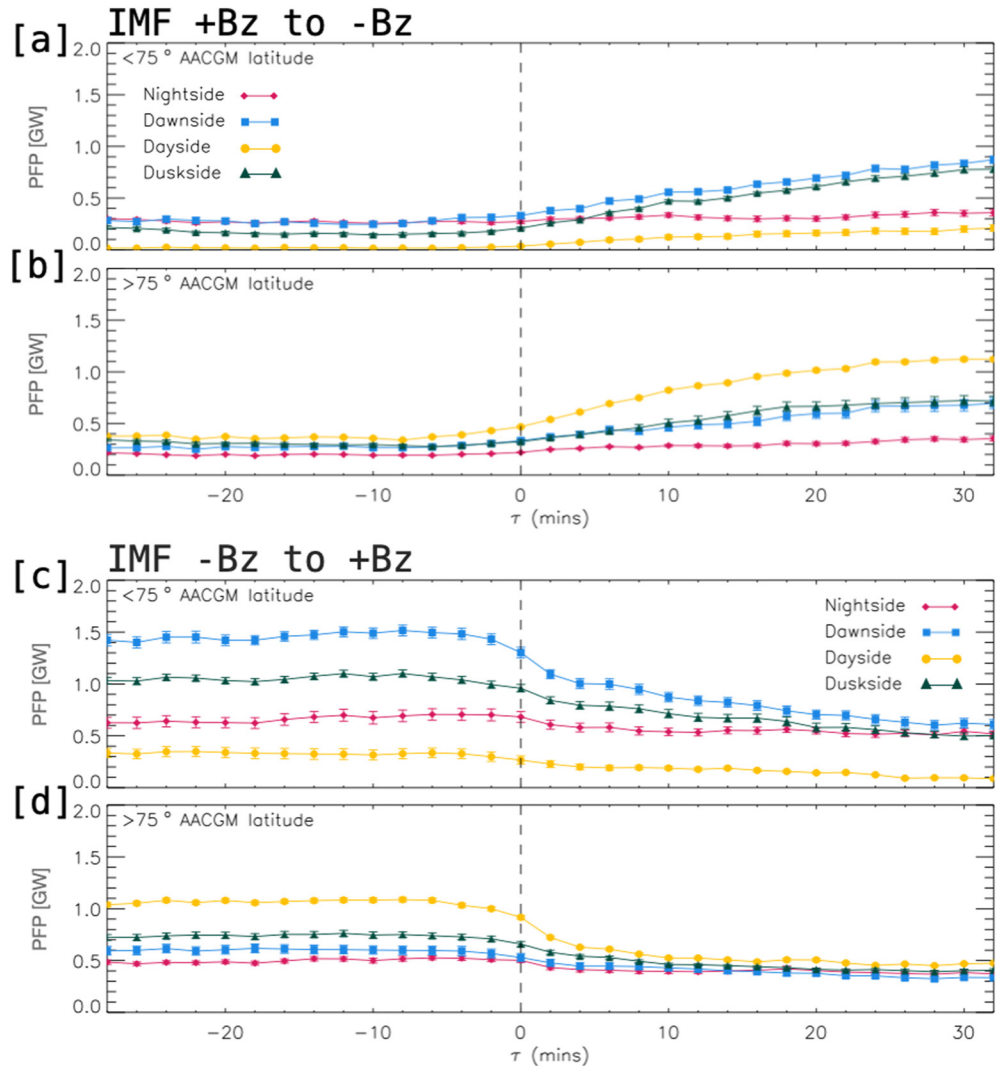 IMF +Bz to -Bz
[a]
<75° AACGM latitude
Nightside
Dawnside
Dayside
Duskside
PFP [GW]
2.0
1.5
1.0
0.5
0.0
[b]
>75° AACGM latitude
PFP [GW]
2.0
1.5
1.0
0.5
0.0
-20 -10 0 10 20 30
τ (mins)
IMF -Bz to +Bz
[c]
<75° AACGM latitude
Nightside
Dawnside
Dayside
Duskside
PFP [GW]
2.0
1.5
1.0
0.5
0.0
[d]
>75° AACGM latitude
PFP [GW]
2.0
1.5
1.0
0.5
0.0
-20 -10 0 10 20 30
τ (mins)